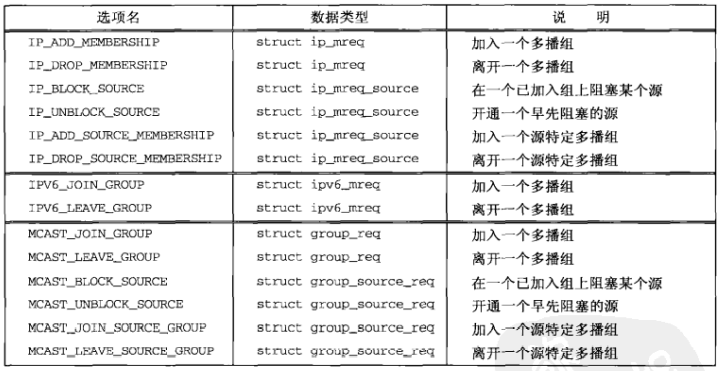 选项名 数据类型 说 明
IP_ADD_MEMBERSHIP struct ip_mreq 加入一个多播组
IP_DROP_MEMBERSHIP struct ip_mreq 离开一个多播组
IP_BLOCK_SOURCE struct ip_mreq_source 在一个已加入组上阻塞某个源
IP_UNBLOCK_SOURCE struct ip_mreq_source 开通一个早先阻塞的源
IP_ADD_SOURCE_MEMBERSHIP struct ip_mreq_source 加入一个源特定多播组
IP_DROP_SOURCE_MEMBERSHIP struct ip_mreq_source 离开一个源特定多播组
IPV6_JOIN_GROUP struct ipv6_mreq 加入一个多播组
IPV6_LEAVE_GROUP struct ipv6_mreq 离开一个多播组
MCAST_JOIN_GROUP struct group_req 加入一个多播组
MCAST_LEAVE_GROUP struct group_req 离开一个多播组
MCAST_BLOCK_SOURCE struct group_source_req 在一个已加入组上阻塞某个源
MCAST_UNBLOCK_SOURCE struct group_source_req 开通一个早先阻塞的源
MCAST_JOIN_SOURCE_GROUP struct group_source_req 加入一个源特定多播组
MCAST_LEAVE_SOURCE_GROUP struct group_source_req 离开一个源特定多播组